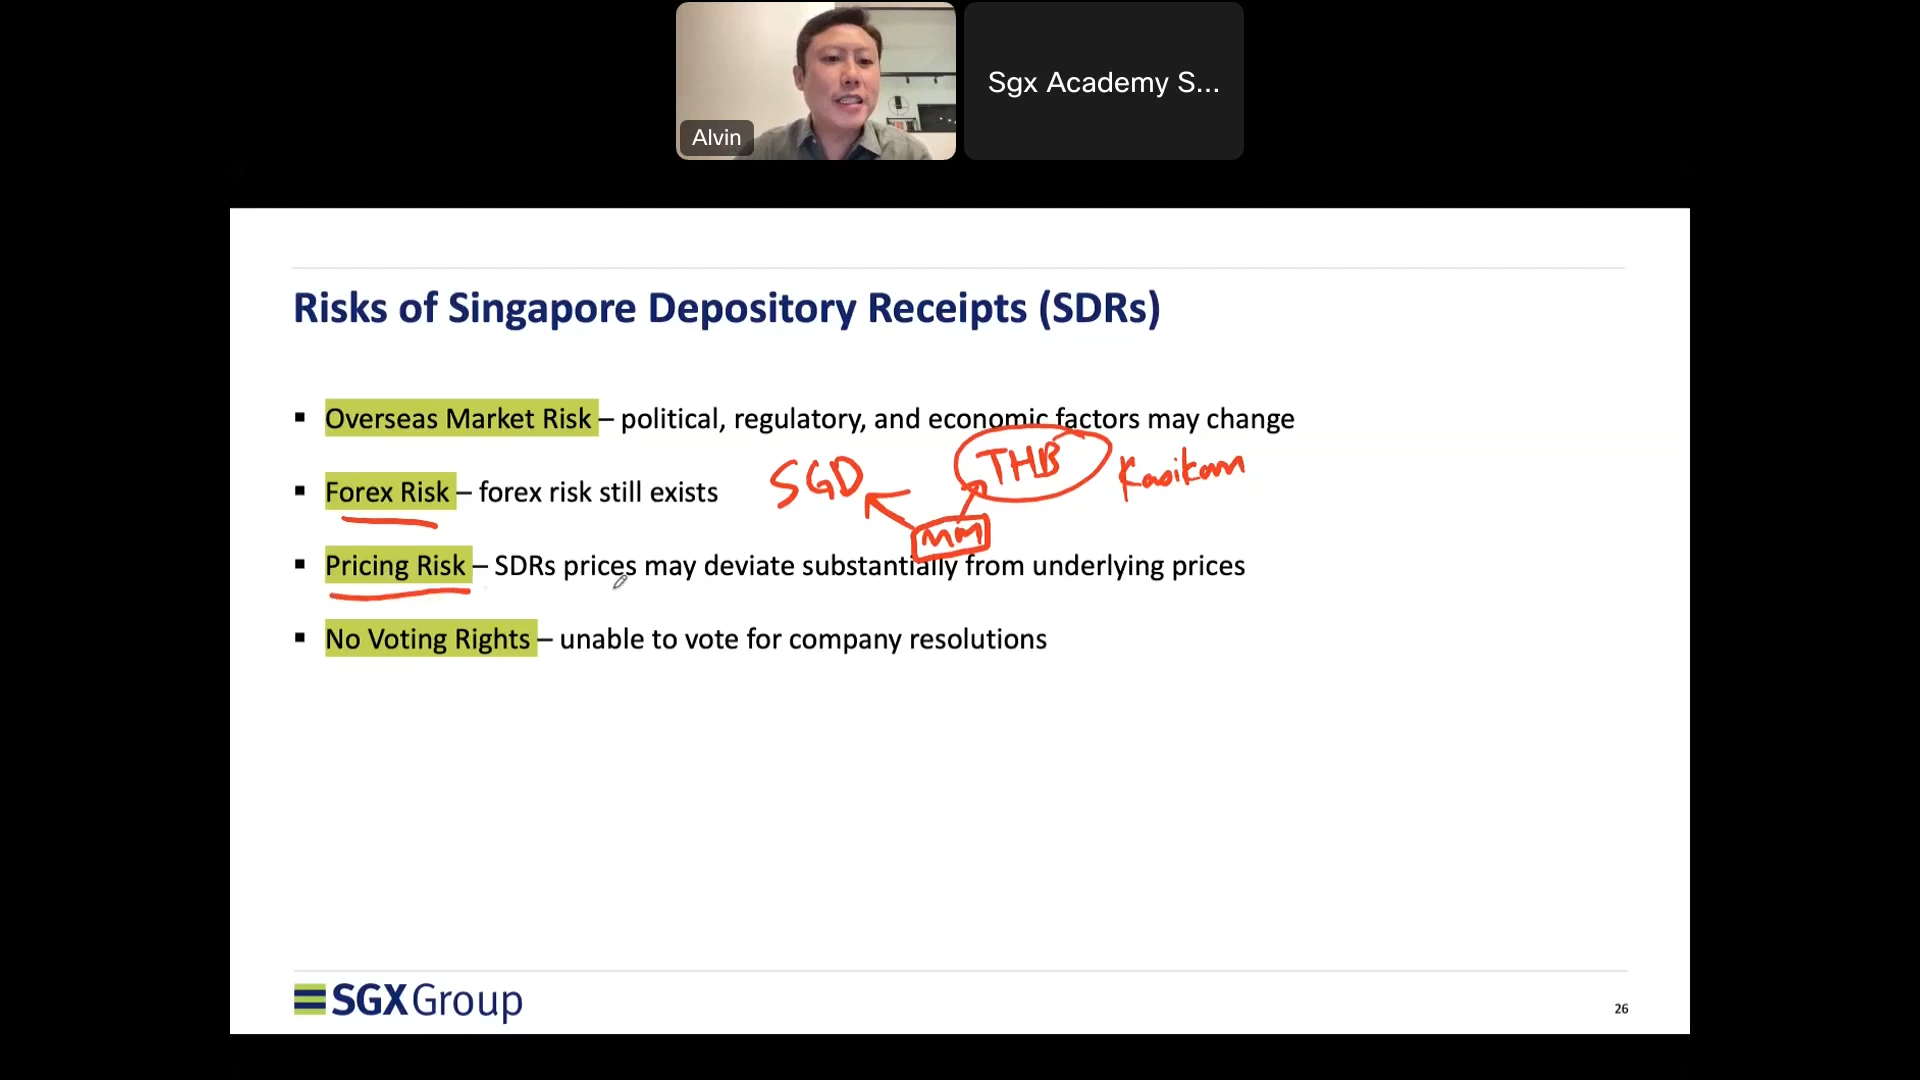 Sgx Academy S...
Alvin
Risks of Singapore Depository Receipts (SDRs)
▪ Overseas Market Risk – political, regulatory, and economic factors may change
SGD THB
▪ Forex Risk – forex risk still exists
MM
▪ Pricing Risk – SDRs prices may deviate substantially from underlying prices
▪ No Voting Rights – unable to vote for company resolutions
SGX Group
26